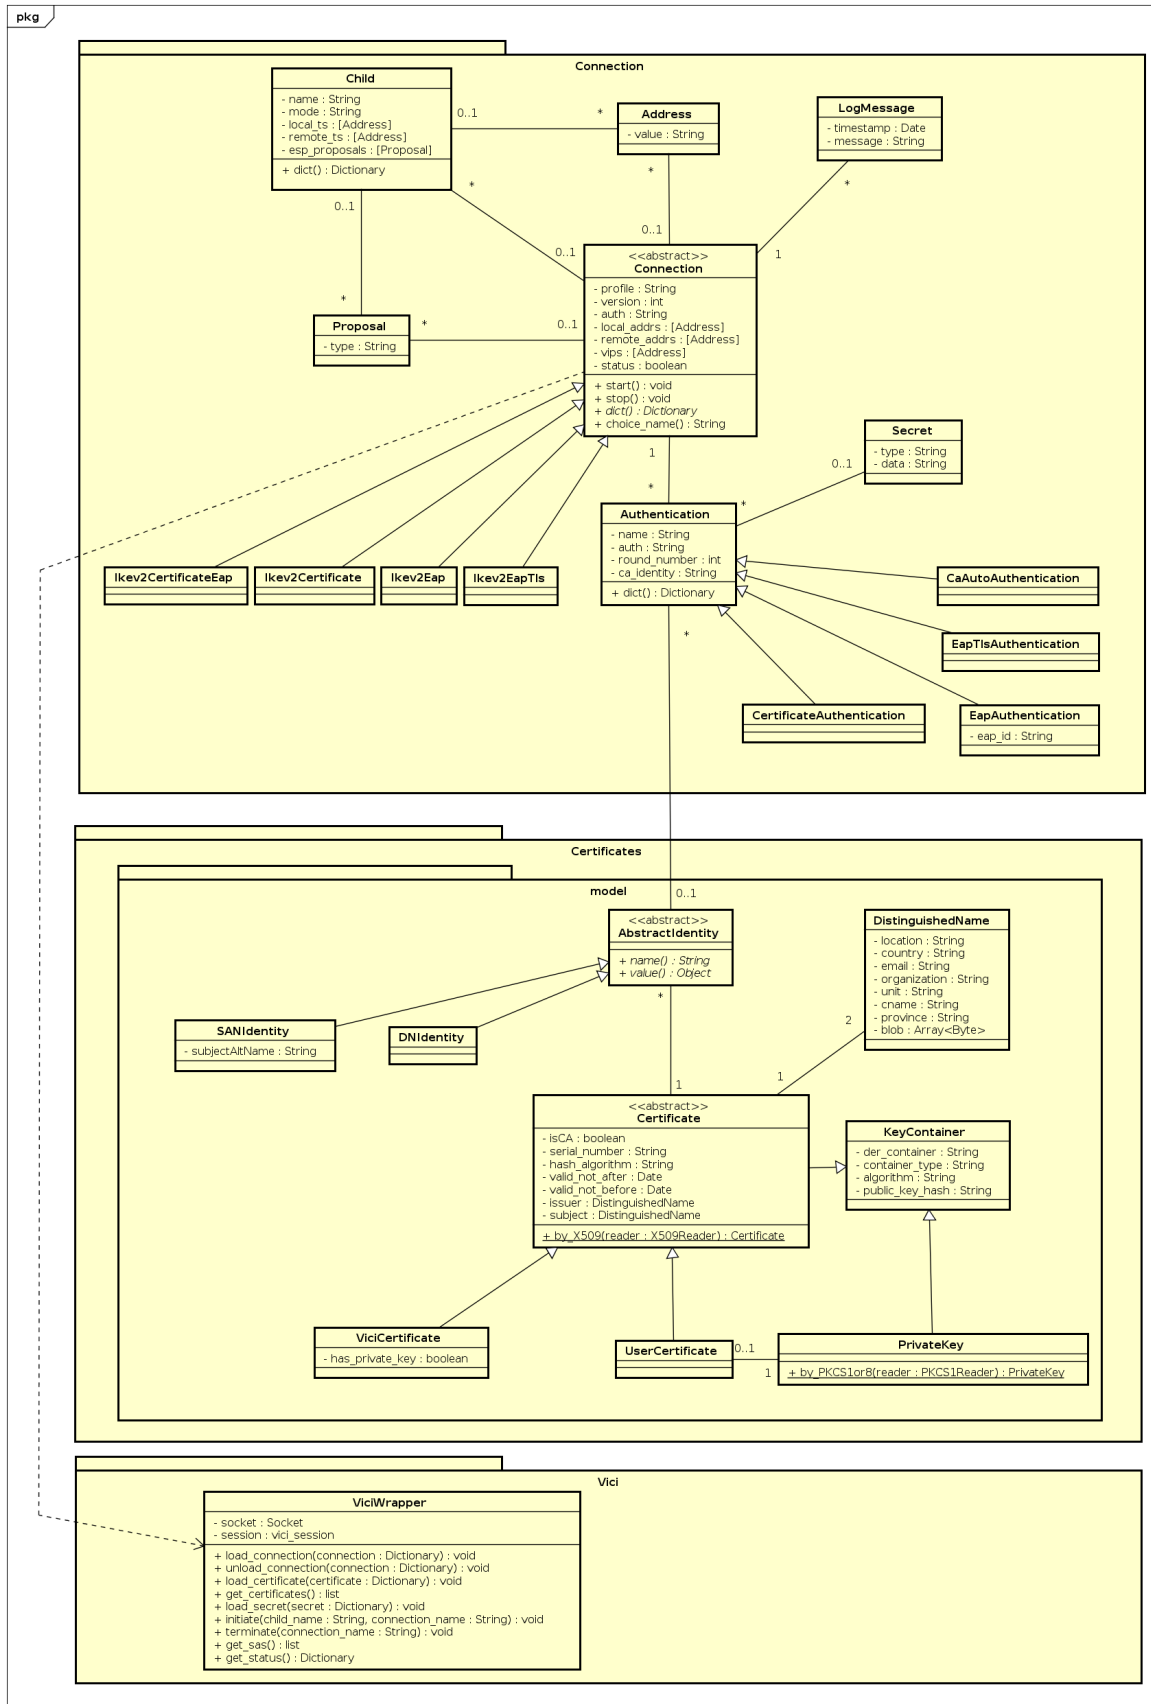 pkg
Connection
Child
- name : String
- mode : String
- local_ts : [Address]
- remote_ts : [Address]
- esp_proposals : [Proposal]
+ dict() : Dictionary
0..1
*
Address
- value : String
LogMessage
- timestamp : Date
- message : String
*
*
*
0..1
0..1
0..1
1
<<abstract>>
Connection
- profile : String
- version : int
- auth : String
- local_addrs : [Address]
- remote_addrs : [Address]
- vips : [Address]
- status : boolean
+ start() : void
+ stop() : void
+ dict() : Dictionary
+ choice_name() : String
*
Proposal
- type : String
*
0..1
1
*
Secret
- type : String
- data : String
0..1
*
Authentication
- name : String
- auth : String
- round_number : int
- ca_identity : String
+ dict() : Dictionary
Ikev2CertificateEap
Ikev2Certificate
Ikev2Eap
Ikev2EapTls
CaAutoAuthentication
EapTlsAuthentication
*
CertificateAuthentication
EapAuthentication
- eap_id : String
Certificates
model
0..1
<<abstract>>
AbstractIdentity
+ name() : String
+ value() : Object
DistinguishedName
- location : String
- country : String
- email : String
- organization : String
- unit : String
- cname : String
- province : String
- blob : Array<Byte>
*
2
SANIdentity
- subjectAltName : String
DNIdentity
1
1
<<abstract>>
Certificate
- isCA : boolean
- serial_number : String
- hash_algorithm : String
- valid_not_after : Date
- valid_not_before : Date
- issuer : DistinguishedName
- subject : DistinguishedName
+ by_X509(reader : X509Reader) : Certificate
KeyContainer
- der_container : String
- container_type : String
- algorithm : String
- public_key_hash : String
ViciCertificate
- has_private_key : boolean
UserCertificate
0..1
1
PrivateKey
+ by_PKCS1or8(reader : PKCS1Reader) : PrivateKey
Vici
ViciWrapper
- socket : Socket
- session : vici_session
+ load_connection(connection : Dictionary) : void
+ unload_connection(connection : Dictionary) : void
+ load_certificate(certificate : Dictionary) : void
+ get_certificates() : list
+ load_secret(secret : Dictionary) : void
+ initiate(child_name : String, connection_name : String) : void
+ terminate(connection_name : String) : void
+ get_sas() : list
+ get_status() : Dictionary